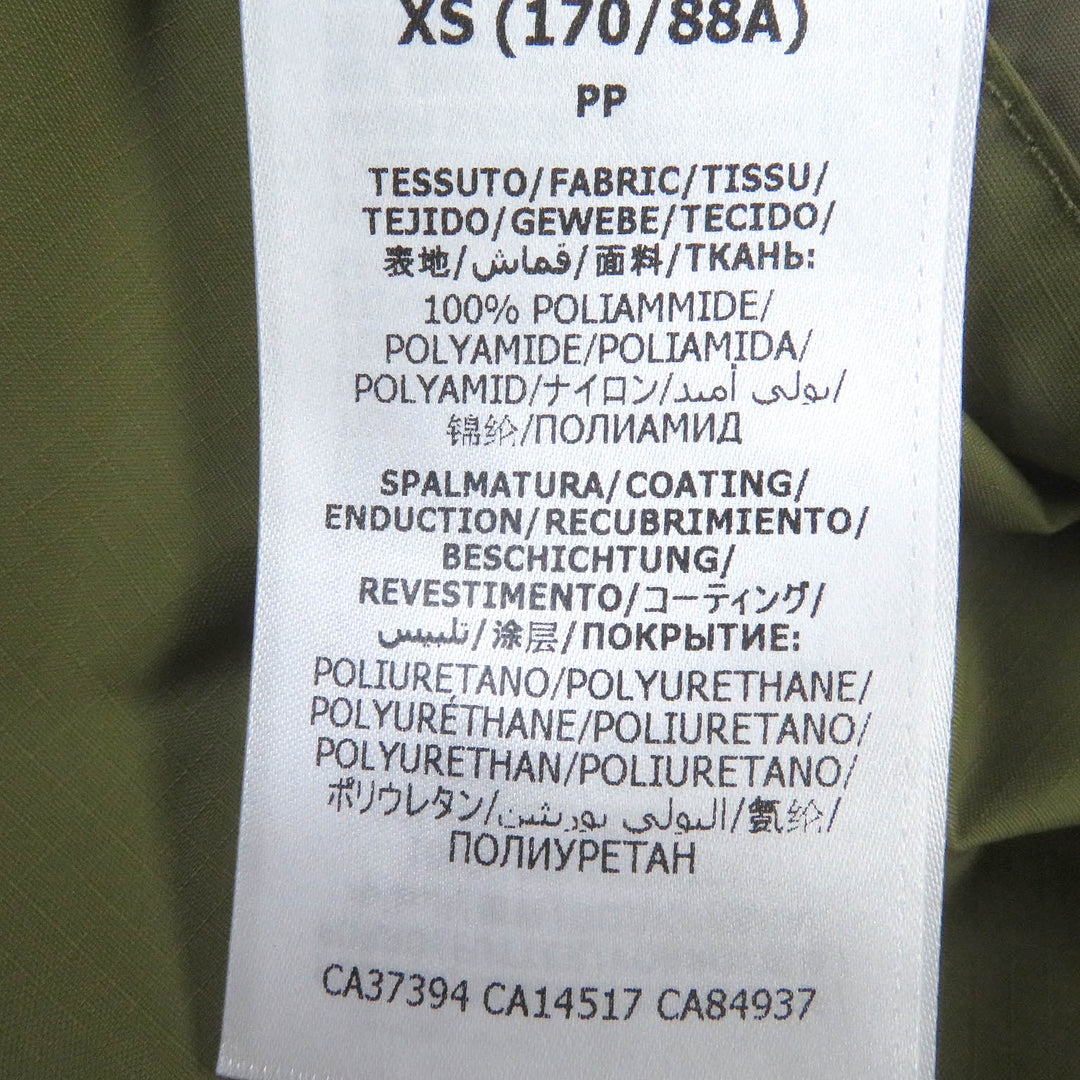 XS (170/88A)
PP
TESSUTO/FABRIC/TISSU/
TEJIDO/GEWEBE/TECIDO/
表地/قماش/面料/ТКАНЬ:
100% POLIAMMIDE/
POLYAMIDE/POLIAMIDA/
POLYAMID/ナイロン/بولي أميد/
锦纶/ПОЛИАМИД
SPALMATURA/COATING/
ENDUCTION/RECUBRIMIENTO/
BESCHICHTUNG/
REVESTIMENTO/コーティング/
تلبيس/涂层/ПОКРЫТИЕ:
POLIURETANO/POLYURETHANE/
POLYURÉTHANE/POLIURETANO/
POLYURETHAN/POLIURETANO/
ポリウレタン/البولي يوريثين/氨纶/
ПОЛИУРЕТАН
CA37394 CA14517 CA84937